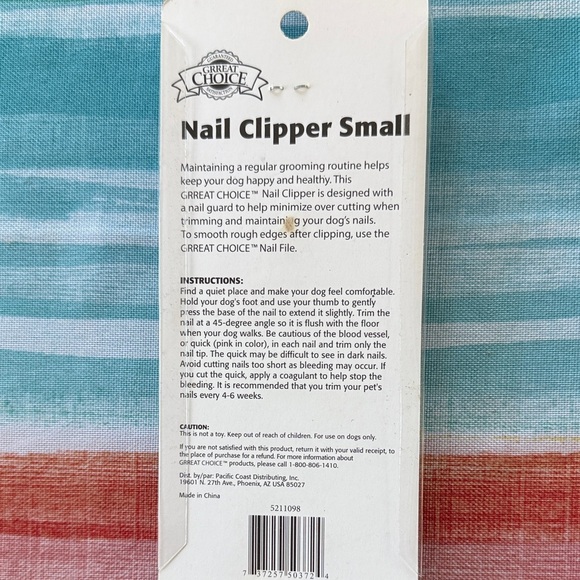 GUARANTEED
GRREAT
CHOICE
SATISFACTION
Nail Clipper Small
Maintaining a regular grooming routine helps
keep your dog happy and healthy. This
GRREAT CHOICE™ Nail Clipper is designed with
a nail guard to help minimize over cutting when
trimming and maintaining your dog's nails.
To smooth rough edges after clipping, use the
GRREAT CHOICE™ Nail File.
INSTRUCTIONS:
Find a quiet place and make your dog feel comfortable.
Hold your dog's foot and use your thumb to gently
press the base of the nail to extend it slightly. Trim the
nail at a 45-degree angle so it is flush with the floor
when your dog walks. Be cautious of the blood vessel,
or quick (pink in color), in each nail and trim only the
nail tip. The quick may be difficult to see in dark nails.
Avoid cutting nails too short as bleeding may occur. If
you cut the quick, apply a coagulant to help stop the
bleeding. It is recommended that you trim your pet's
nails every 4-6 weeks.
CAUTION:
This is not a toy. Keep out of reach of children. For use on dogs only.
If you are not satisfied with this product, return it with your valid receipt, to
the place of purchase for a refund. For more information about
GRREAT CHOICE™ products, please call 1-800-806-1410.
Dist. by/par: Pacific Coast Distributing, Inc.
19601 N. 27th Ave., Phoenix, AZ USA 85027
Made in China
5211098
7 37257 50372 4